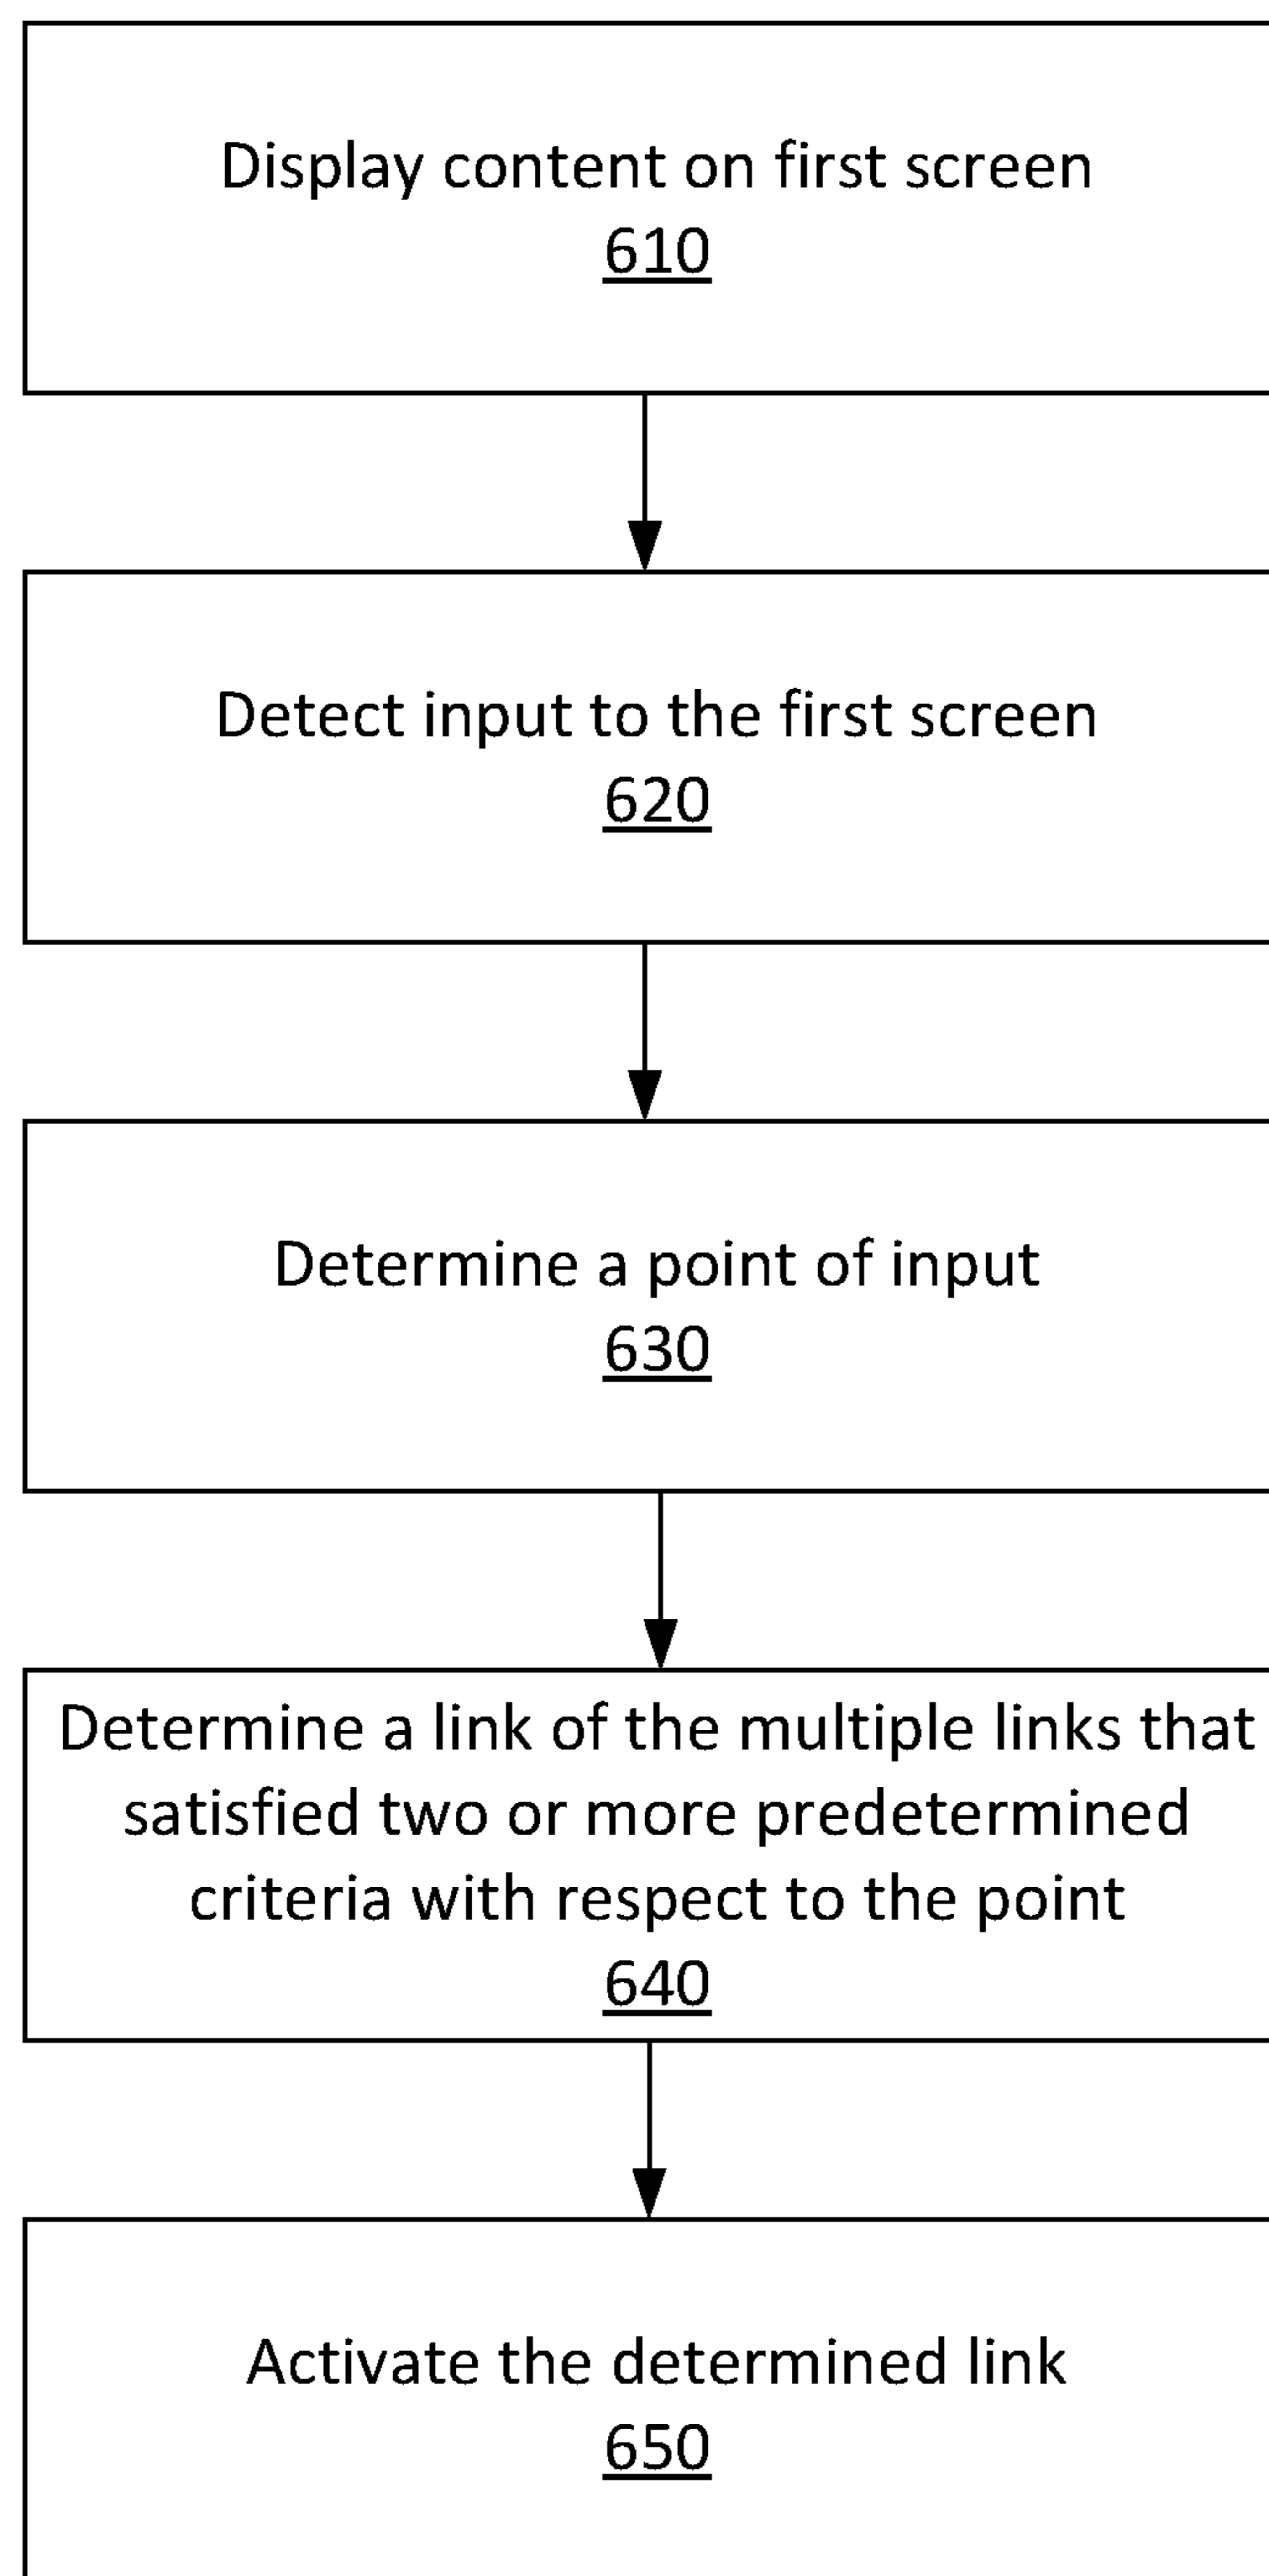 Display content on first screen
610
Detect input to the first screen
620
Determine a point of input
630
Determine a link of the multiple links that
satisfied two or more predetermined
criteria with respect to the point
640
Activate the determined link
650